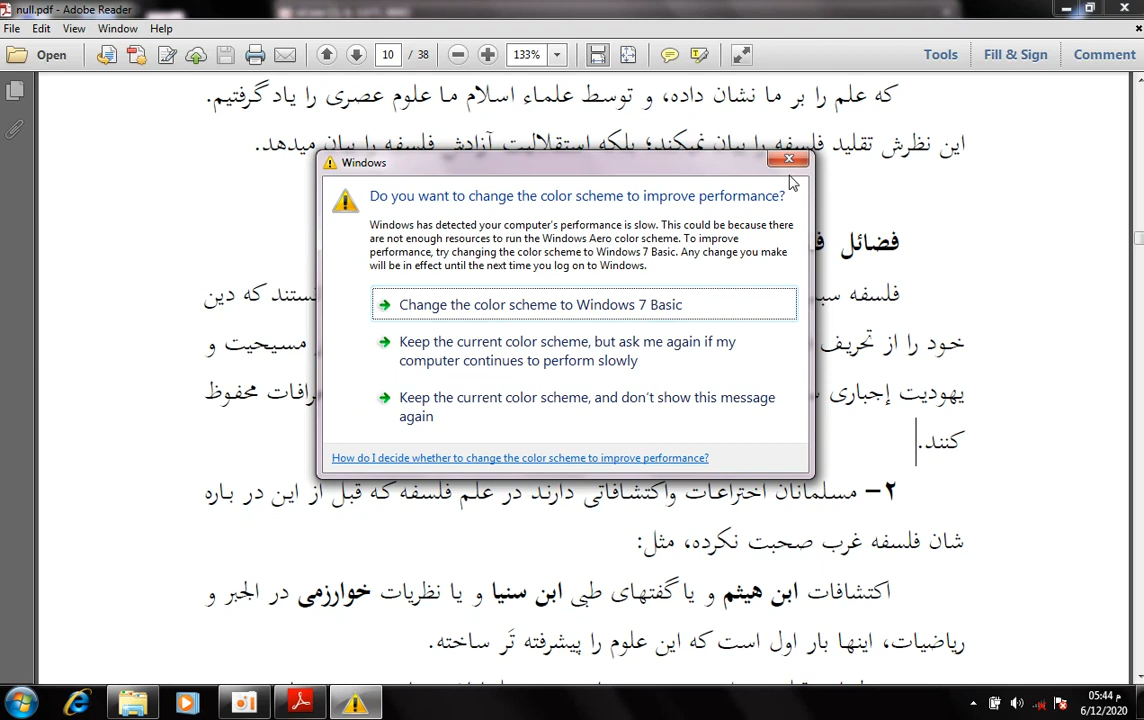 null.pdf - Adobe Reader
File Edit View Window Help
Open 10 / 38 133% Tools Fill & Sign Comment
که علم را بر ما نشان داده، و توسط علماء اسلام ما علوم عصری را یاد گرفتیم.
این نظرش تقلید فلسفه را بیان نمیکند؛ بلکه استقلالیت آزادش فلسفه را بیان میدهد.
Windows
Do you want to change the color scheme to improve performance?
Windows has detected your computer's performance is slow. This could be because there
are not enough resources to run the Windows Aero color scheme. To improve
performance, try changing the color scheme to Windows 7 Basic. Any change you make
will be in effect until the next time you log on to Windows.
Change the color scheme to Windows 7 Basic
Keep the current color scheme, but ask me again if my
computer continues to perform slowly
Keep the current color scheme, and don't show this message
again
How do I decide whether to change the color scheme to improve performance?
فضائل
فلسفه نستند که دین
خود را از تحریف مسیحیت و
یهودیت إجباری رافات محفوظ
کنند.
۲– مسلمانان اختراعات واکتشافاتی دارند در علم فلسفه که قبل از این در باره
شان فلسفه غرب صحبت نکرده، مثل:
اکتشافات ابن هیثم و یا گفتهای طبی ابن سنیا و یا نظریات خوارزمی در الجبر و
ریاضیات، اینها بار اول است که این علوم را پیشرفته تَر ساخته.
05:44 م
6/12/2020